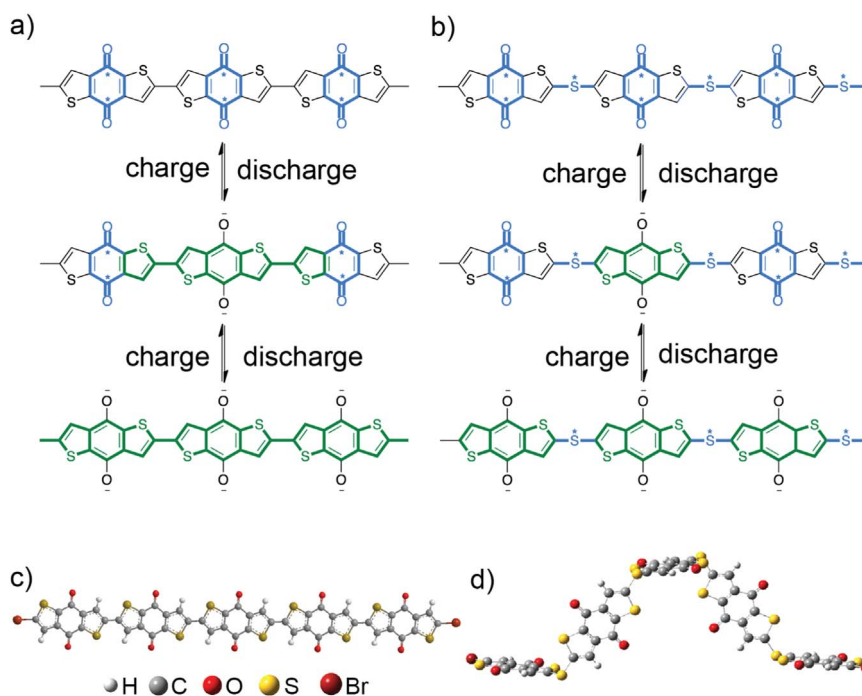 a)
b)
O O O O O O
S S S * S S S * S S S * S
* * * * * *
S S S S S S
O O O O O O
charge discharge charge discharge
O O⁻ O O O⁻ O
S S S S * S S * S S * S
* * * *
S S S S S S
O O⁻ O O O⁻ O
charge discharge charge discharge
O⁻ O⁻ O⁻ O⁻ O⁻ O⁻
S S S S S* S S* S S*
S S S S S S
O⁻ O⁻ O⁻ O⁻ O⁻ O⁻
c)
d)
H C O S Br